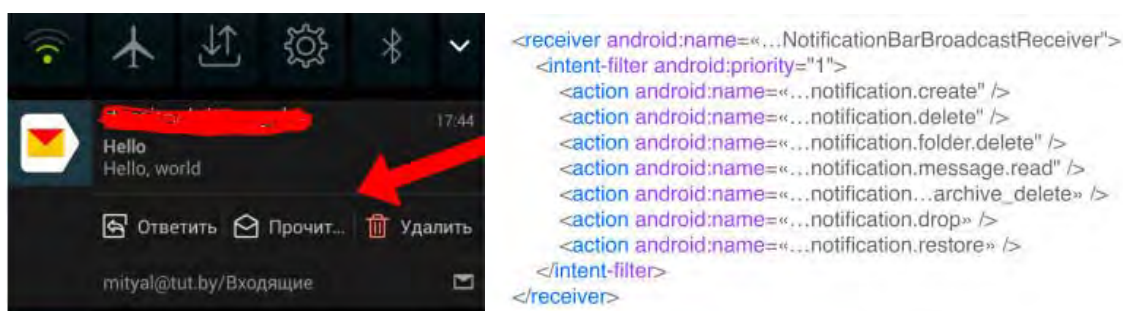 17:44
Hello
Hello, world
Ответить Прочит... Удалить
mityal@tut.by/Входящие
<receiver android:name=«…NotificationBarBroadcastReceiver">
<intent-filter android:priority="1">
<action android:name=«…notification.create" />
<action android:name=«…notification.delete" />
<action android:name=«…notification.folder.delete" />
<action android:name=«…notification.message.read" />
<action android:name=«…notification…archive_delete» />
<action android:name=«…notification.drop» />
<action android:name=«…notification.restore» />
</intent-filter>
</receiver>